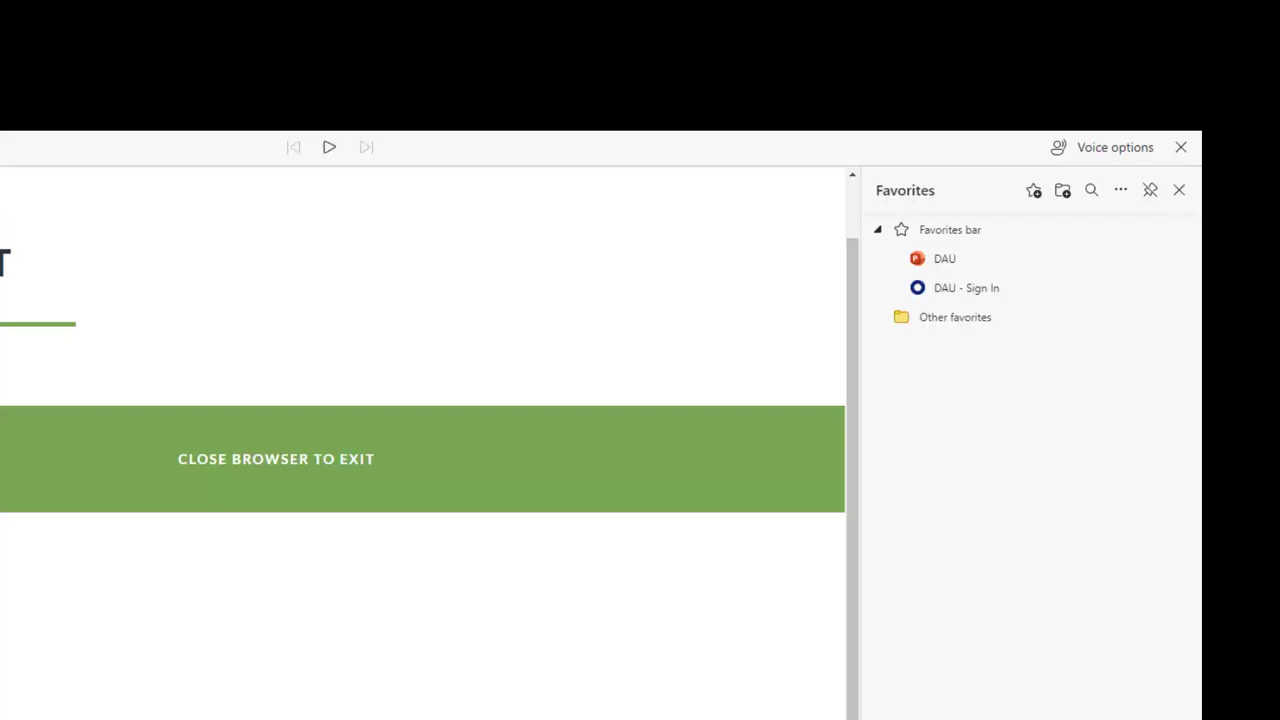 Voice options
Favorites
T
Favorites bar
DAU
DAU - Sign In
Other favorites
CLOSE BROWSER TO EXIT